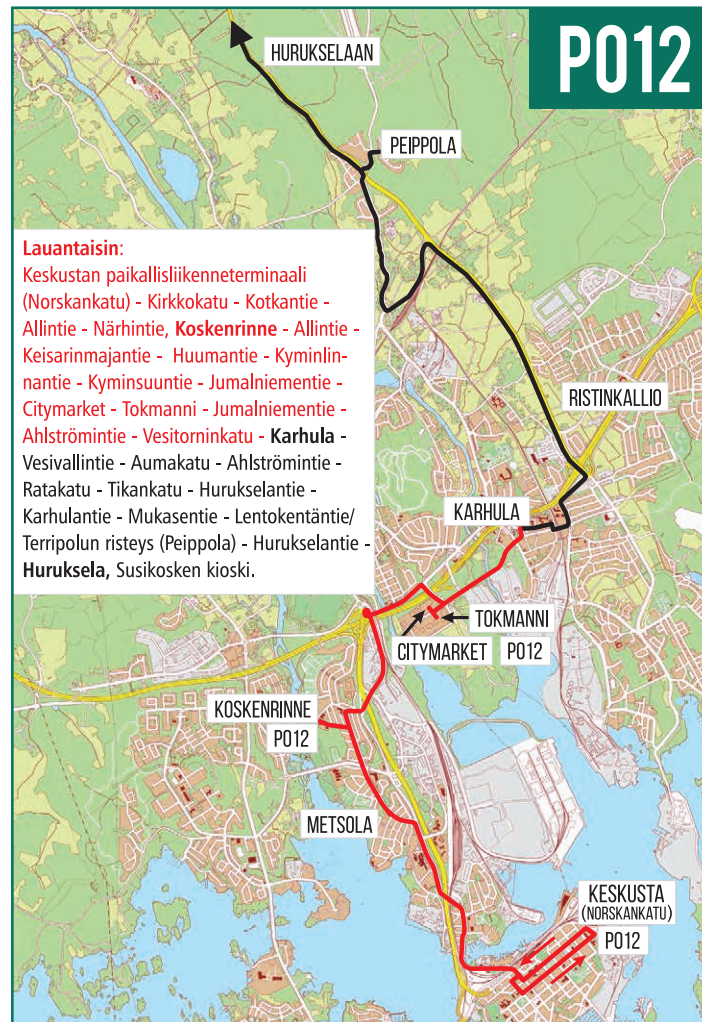 P012
HURUKSELAAN
PEIPPOLA
Lauantaisin:
Keskustan paikallisliikenneterminaali
(Norskankatu) - Kirkkokatu - Kotkantie -
Allintie - Närhintie, Koskenrinne - Allintie -
Keisarinmajantie - Huumantie - Kyminlin-
nantie - Kyminsuuntie - Jumalniementie -
Citymarket - Tokmanni - Jumalniementie -
Ahlströmintie - Vesitorninkatu - Karhula -
Vesivallintie - Aumakatu - Ahlströmintie -
Ratakatu - Tikankatu - Hurukselantie -
Karhulantie - Mukasentie - Lentokentäntie/
Terripolun risteys (Peippola) - Hurukselantie -
Huruksela, Susikosken kioski.
RISTINKALLIO
KARHULA
TOKMANNI
CITYMARKET
P012
KOSKENRINNE
P012
METSOLA
KESKUSTA
(NORSKANKATU)
P012